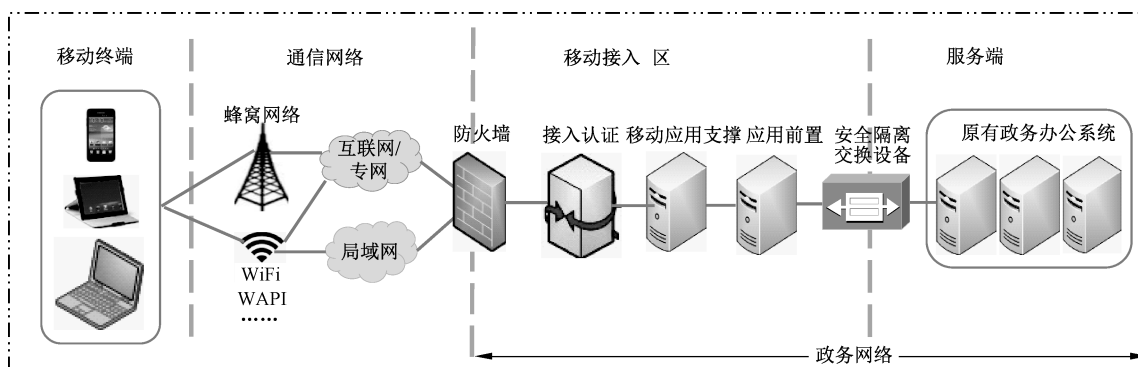 移动终端
通信网络
移动接入 区
服务端
蜂窝网络
互联网/
专网
WiFi
WAPI
……
局域网
防火墙
接入认证
移动应用支撑
应用前置
安全隔离
交换设备
原有政务办公系统
政务网络